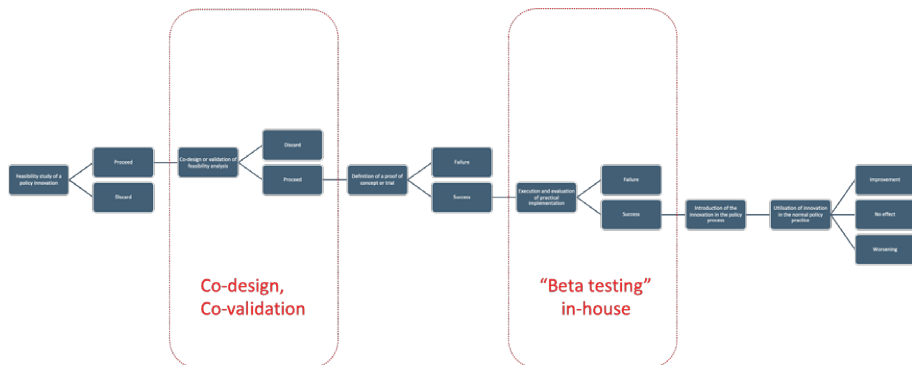 Feasibility study of a
policy innovation
Proceed
Discard
Co-design or validation of
feasibility analysis
Discard
Proceed
Definition of a proof of
concept or trial
Failure
Success
Execution and evaluation
of practical
implementation
Failure
Success
Introduction of the
innovation in the policy
process
Utilisation of innovation
in the normal policy
practice
Improvement
No effect
Worsening
Co-design,
Co-validation
“Beta testing”
in-house